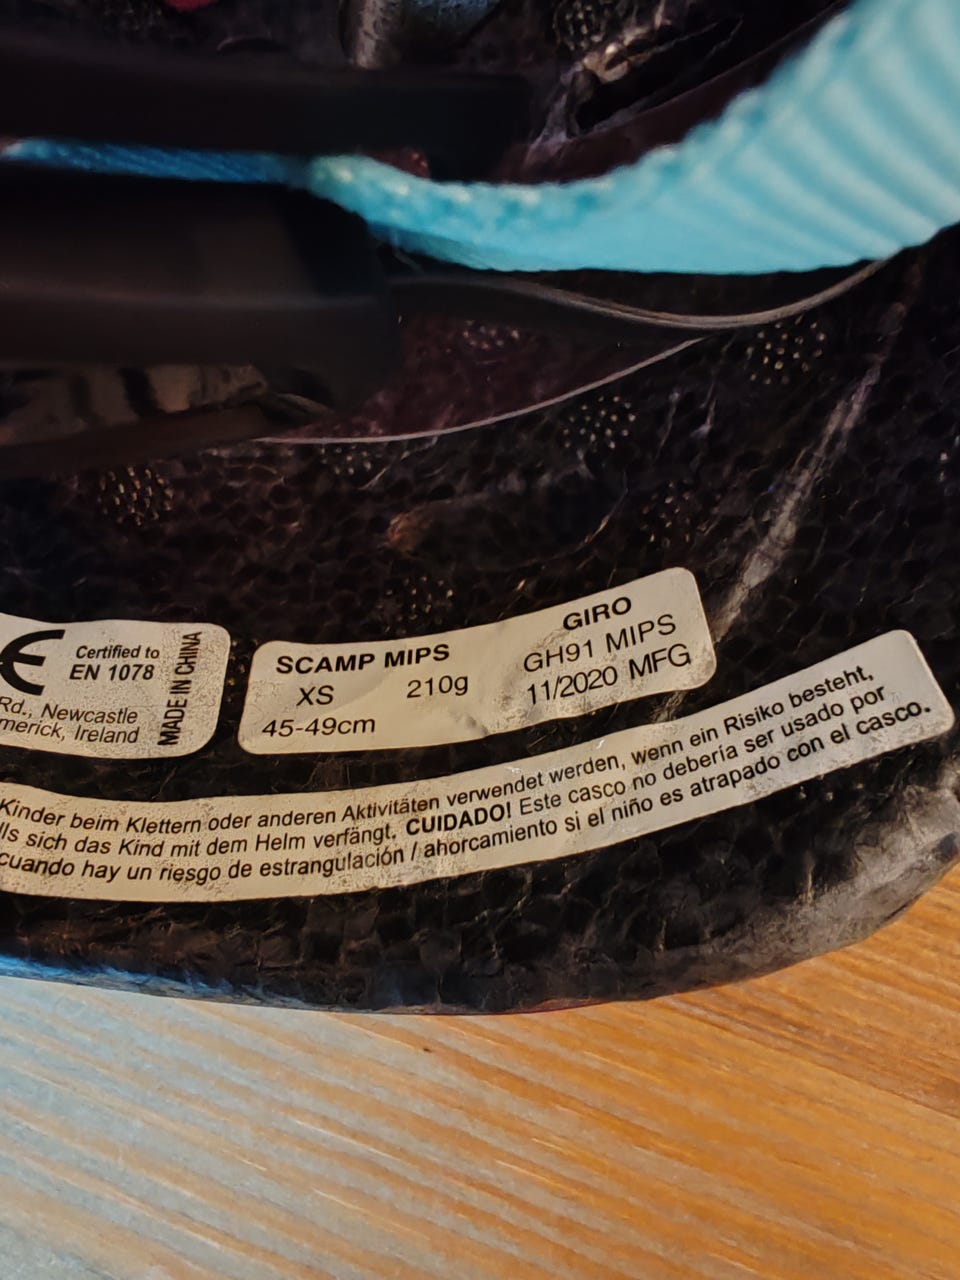 CE
Certified to
EN 1078
Rd., Newcastle
merick, Ireland
MADE IN CHINA
SCAMP MIPS
XS 210g
45-49cm
GIRO
GH91 MIPS
11/2020 MFG
Kinder beim Klettern oder anderen Aktivitäten verwendet werden, wenn ein Risiko besteht,
lls sich das Kind mit dem Helm verfängt. CUIDADO! Este casco no debería ser usado por
cuando hay un riesgo de estrangulación / ahorcamiento si el niño es atrapado con el casco.